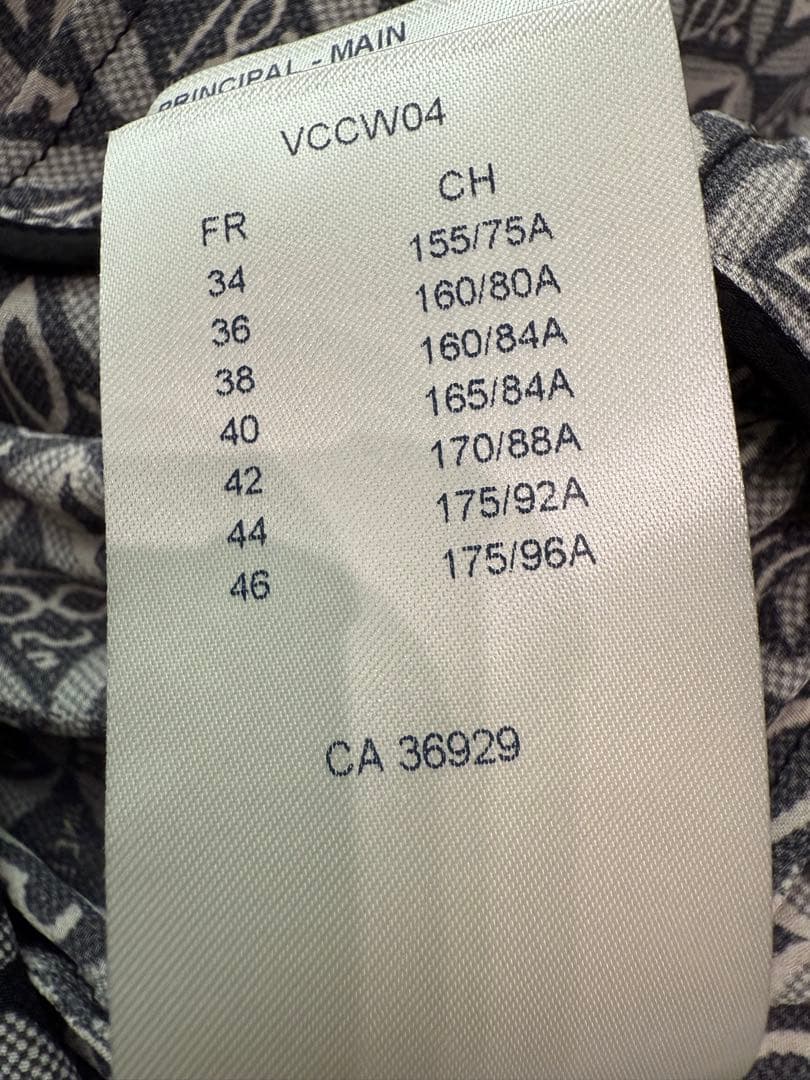 PRINCIPAL - MAIN
VCCW04
FR CH
34 155/75A
36 160/80A
38 160/84A
40 165/84A
42 170/88A
44 175/92A
46 175/96A
CA 36929